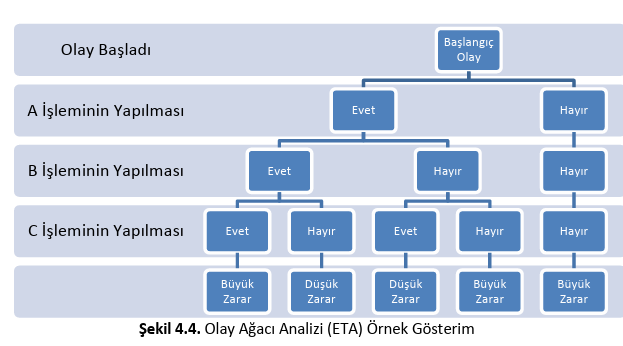 Olay Başladı
Başlangıç
Olay
A İşleminin Yapılması
Evet
Hayır
B İşleminin Yapılması
Evet
Hayır
Hayır
C İşleminin Yapılması
Evet
Hayır
Evet
Hayır
Hayır
Büyük
Zarar
Düşük
Zarar
Düşük
Zarar
Büyük
Zarar
Büyük
Zarar
Şekil 4.4. Olay Ağacı Analizi (ETA) Örnek Gösterim